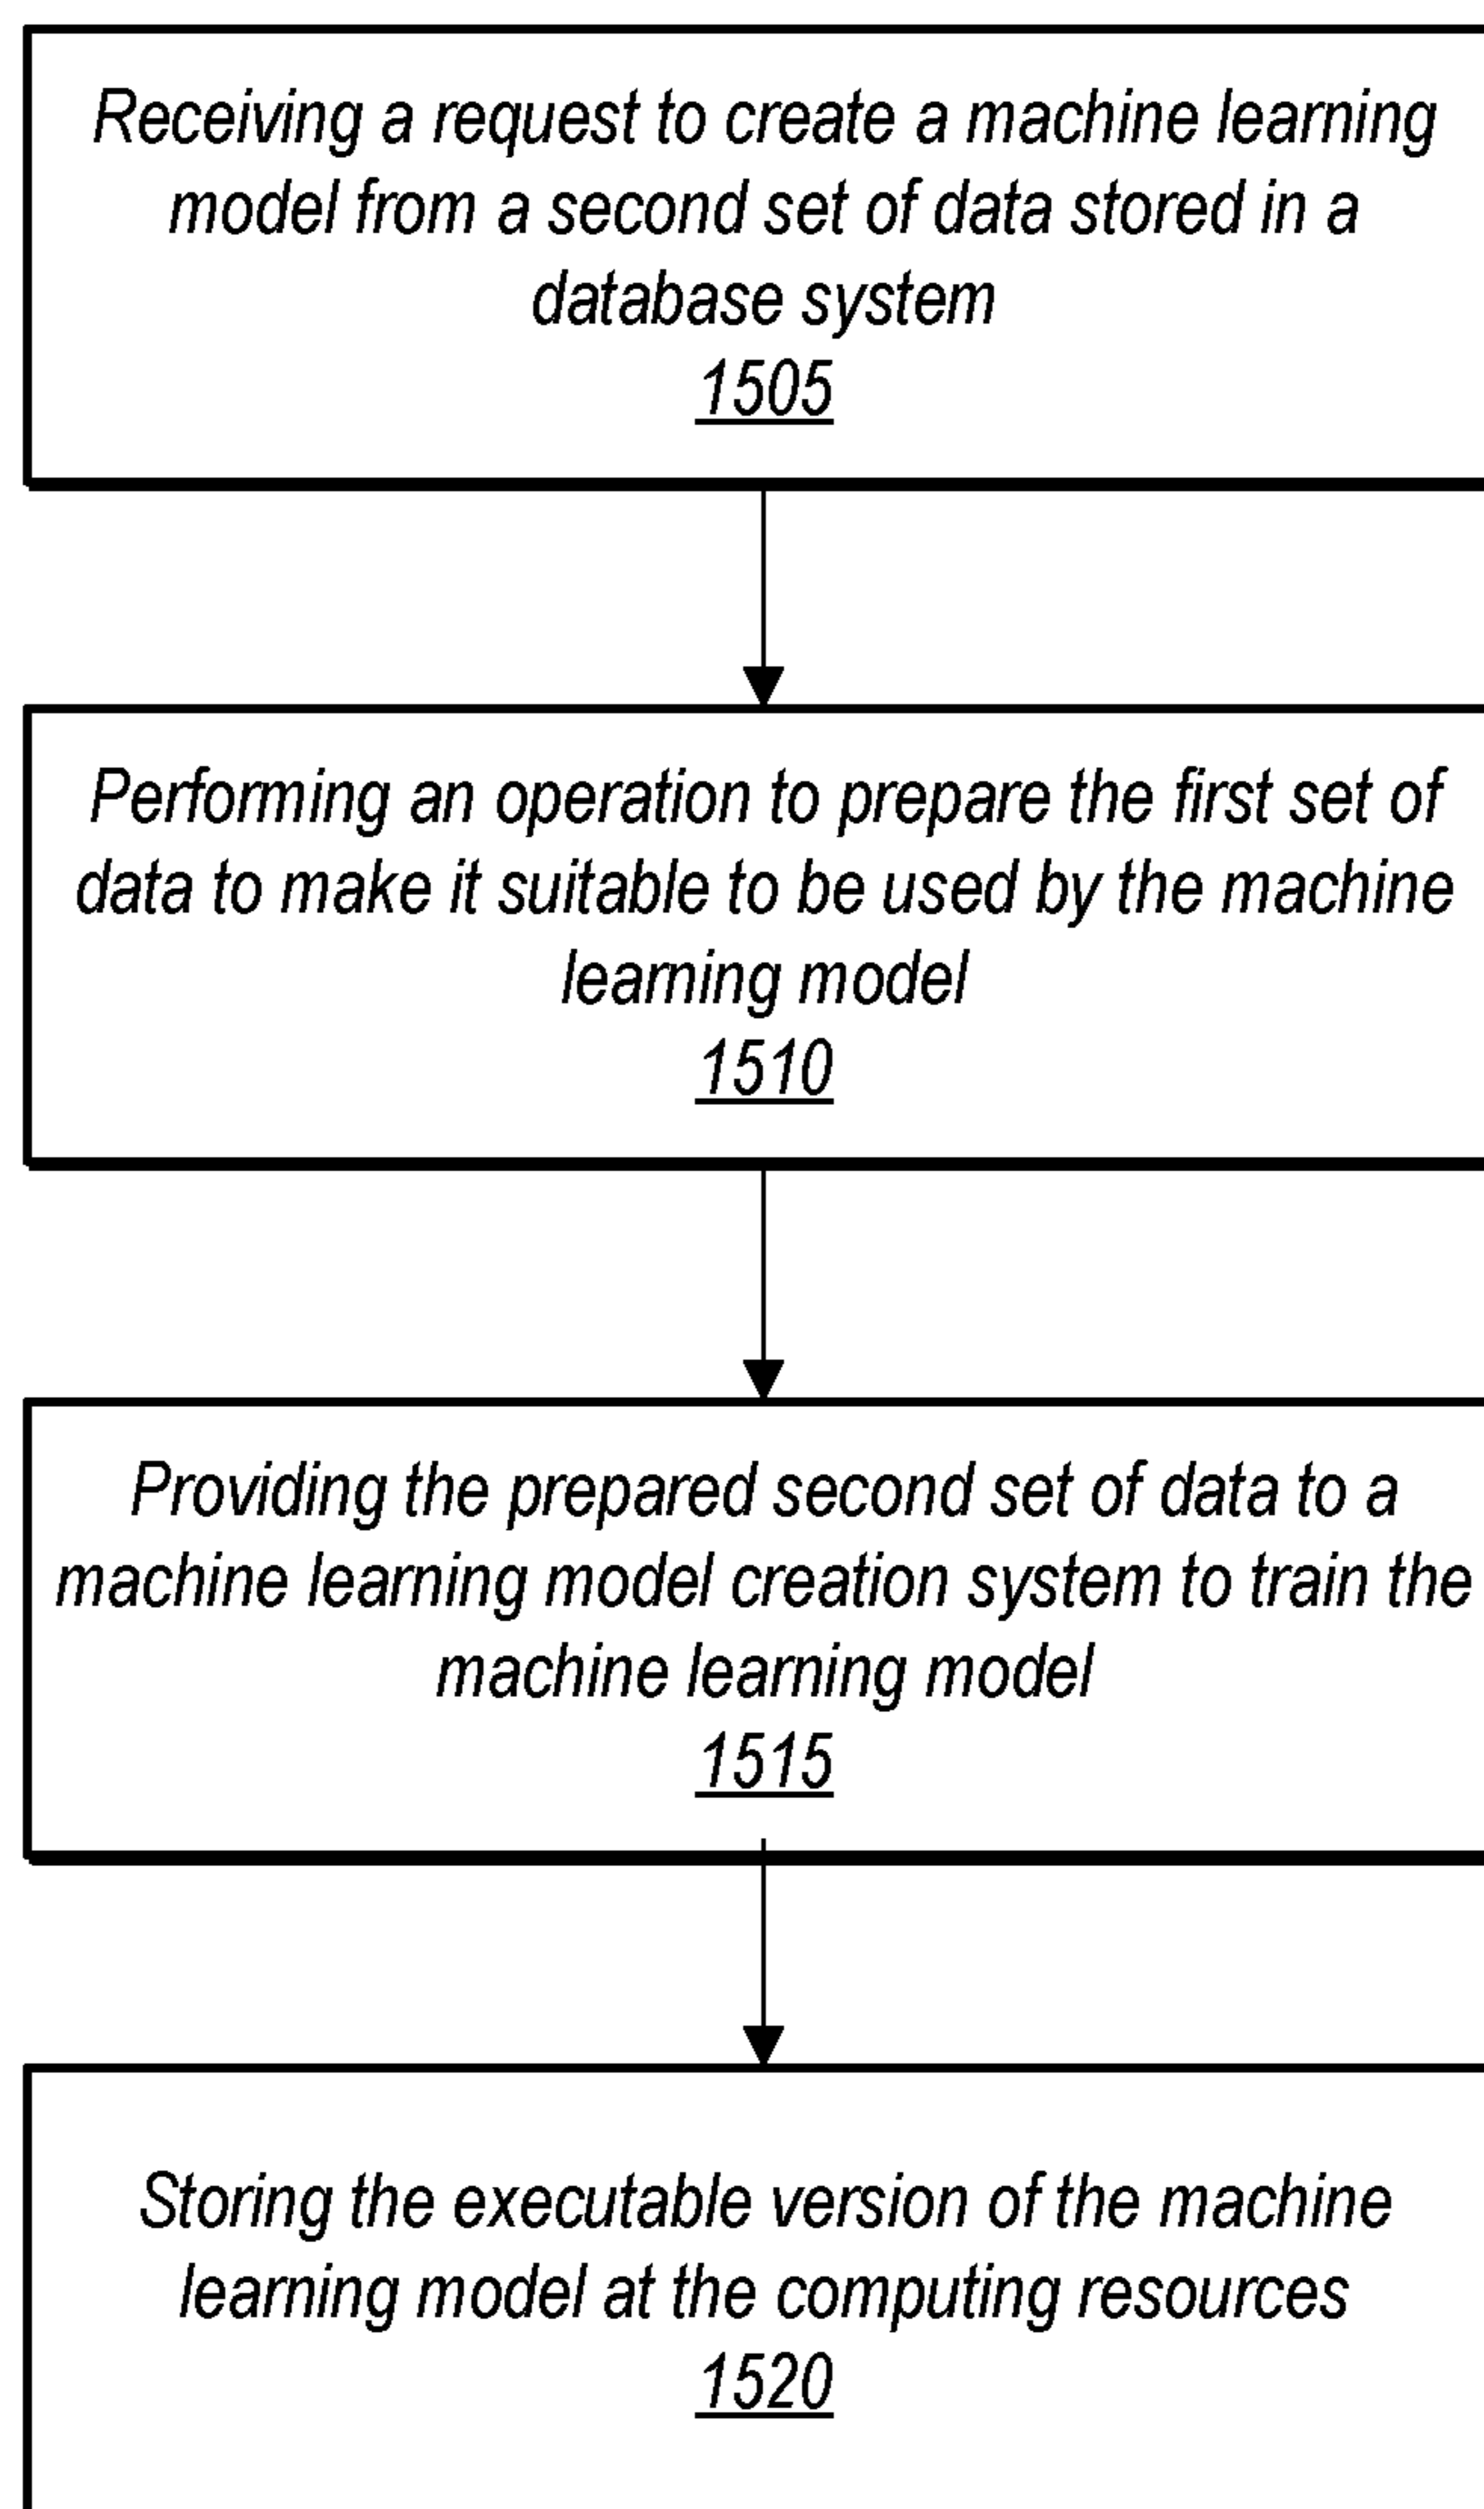 Receiving a request to create a machine learning
model from a second set of data stored in a
database system
1505
Performing an operation to prepare the first set of
data to make it suitable to be used by the machine
learning model
1510
Providing the prepared second set of data to a
machine learning model creation system to train the
machine learning model
1515
Storing the executable version of the machine
learning model at the computing resources
1520